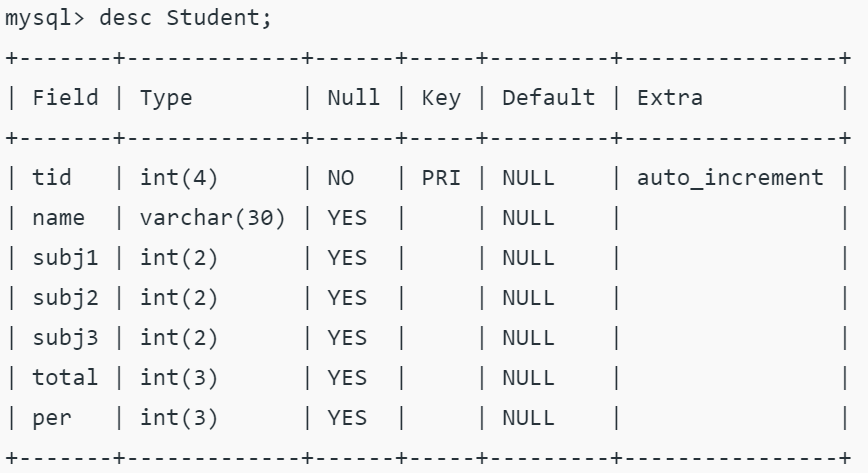 mysql> desc Student;
+-------+-------------+------+-----+---------+----------------+
| Field | Type        | Null | Key | Default | Extra          |
+-------+-------------+------+-----+---------+----------------+
| tid   | int(4)      | NO   | PRI | NULL    | auto_increment |
| name  | varchar(30) | YES  |     | NULL    |                |
| subj1 | int(2)      | YES  |     | NULL    |                |
| subj2 | int(2)      | YES  |     | NULL    |                |
| subj3 | int(2)      | YES  |     | NULL    |                |
| total | int(3)      | YES  |     | NULL    |                |
| per   | int(3)      | YES  |     | NULL    |                |
+-------+-------------+------+-----+---------+----------------+